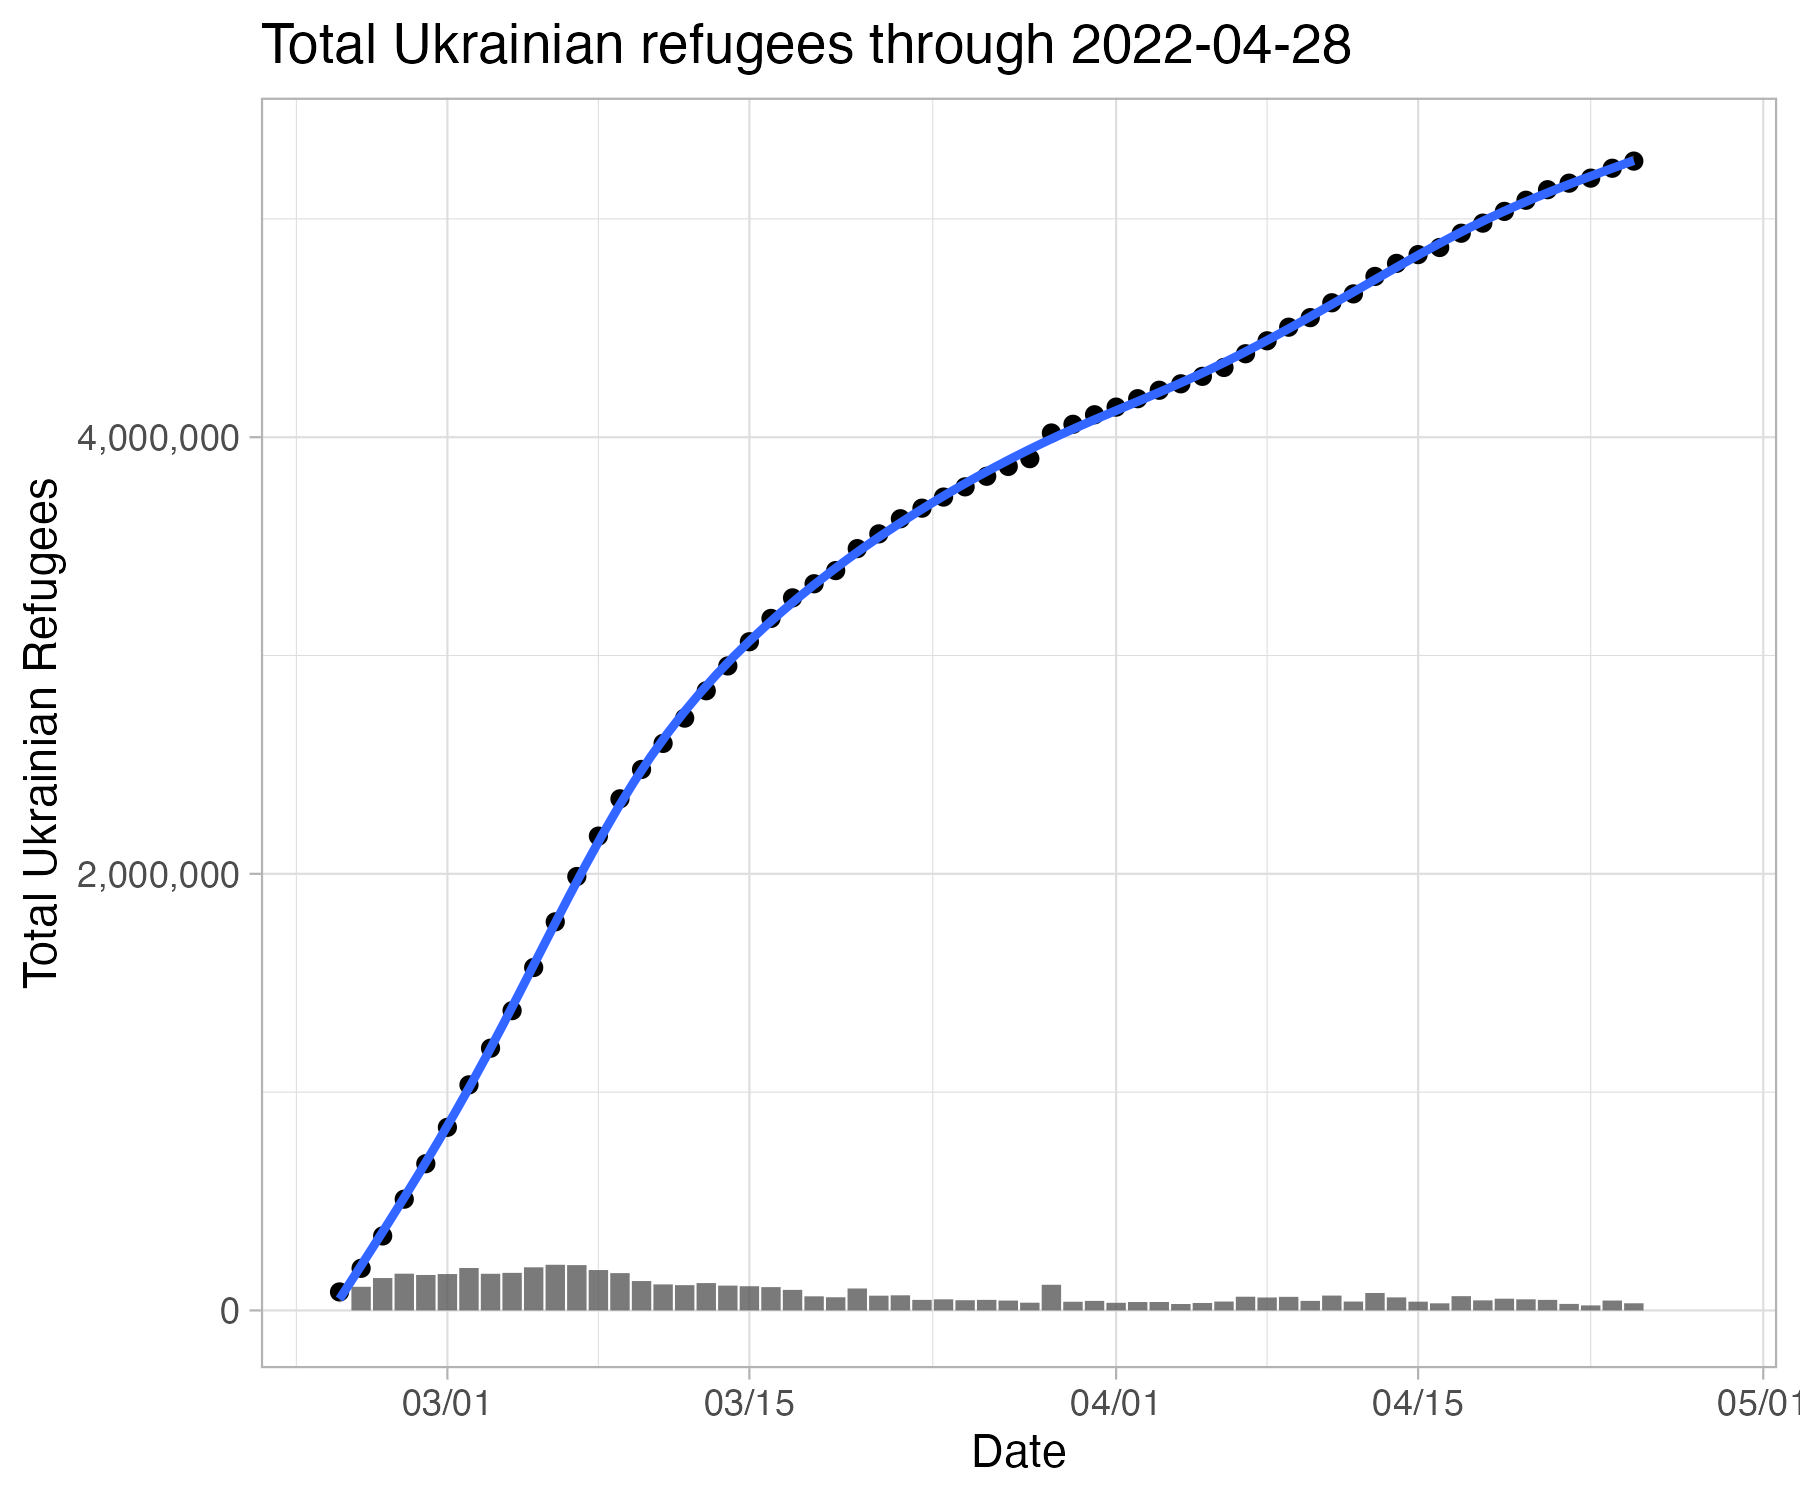 Total Ukrainian refugees through 2022-04-28
Total Ukrainian Refugees
4,000,000
2,000,000
0
03/01
03/15
04/01
04/15
05/01
Date